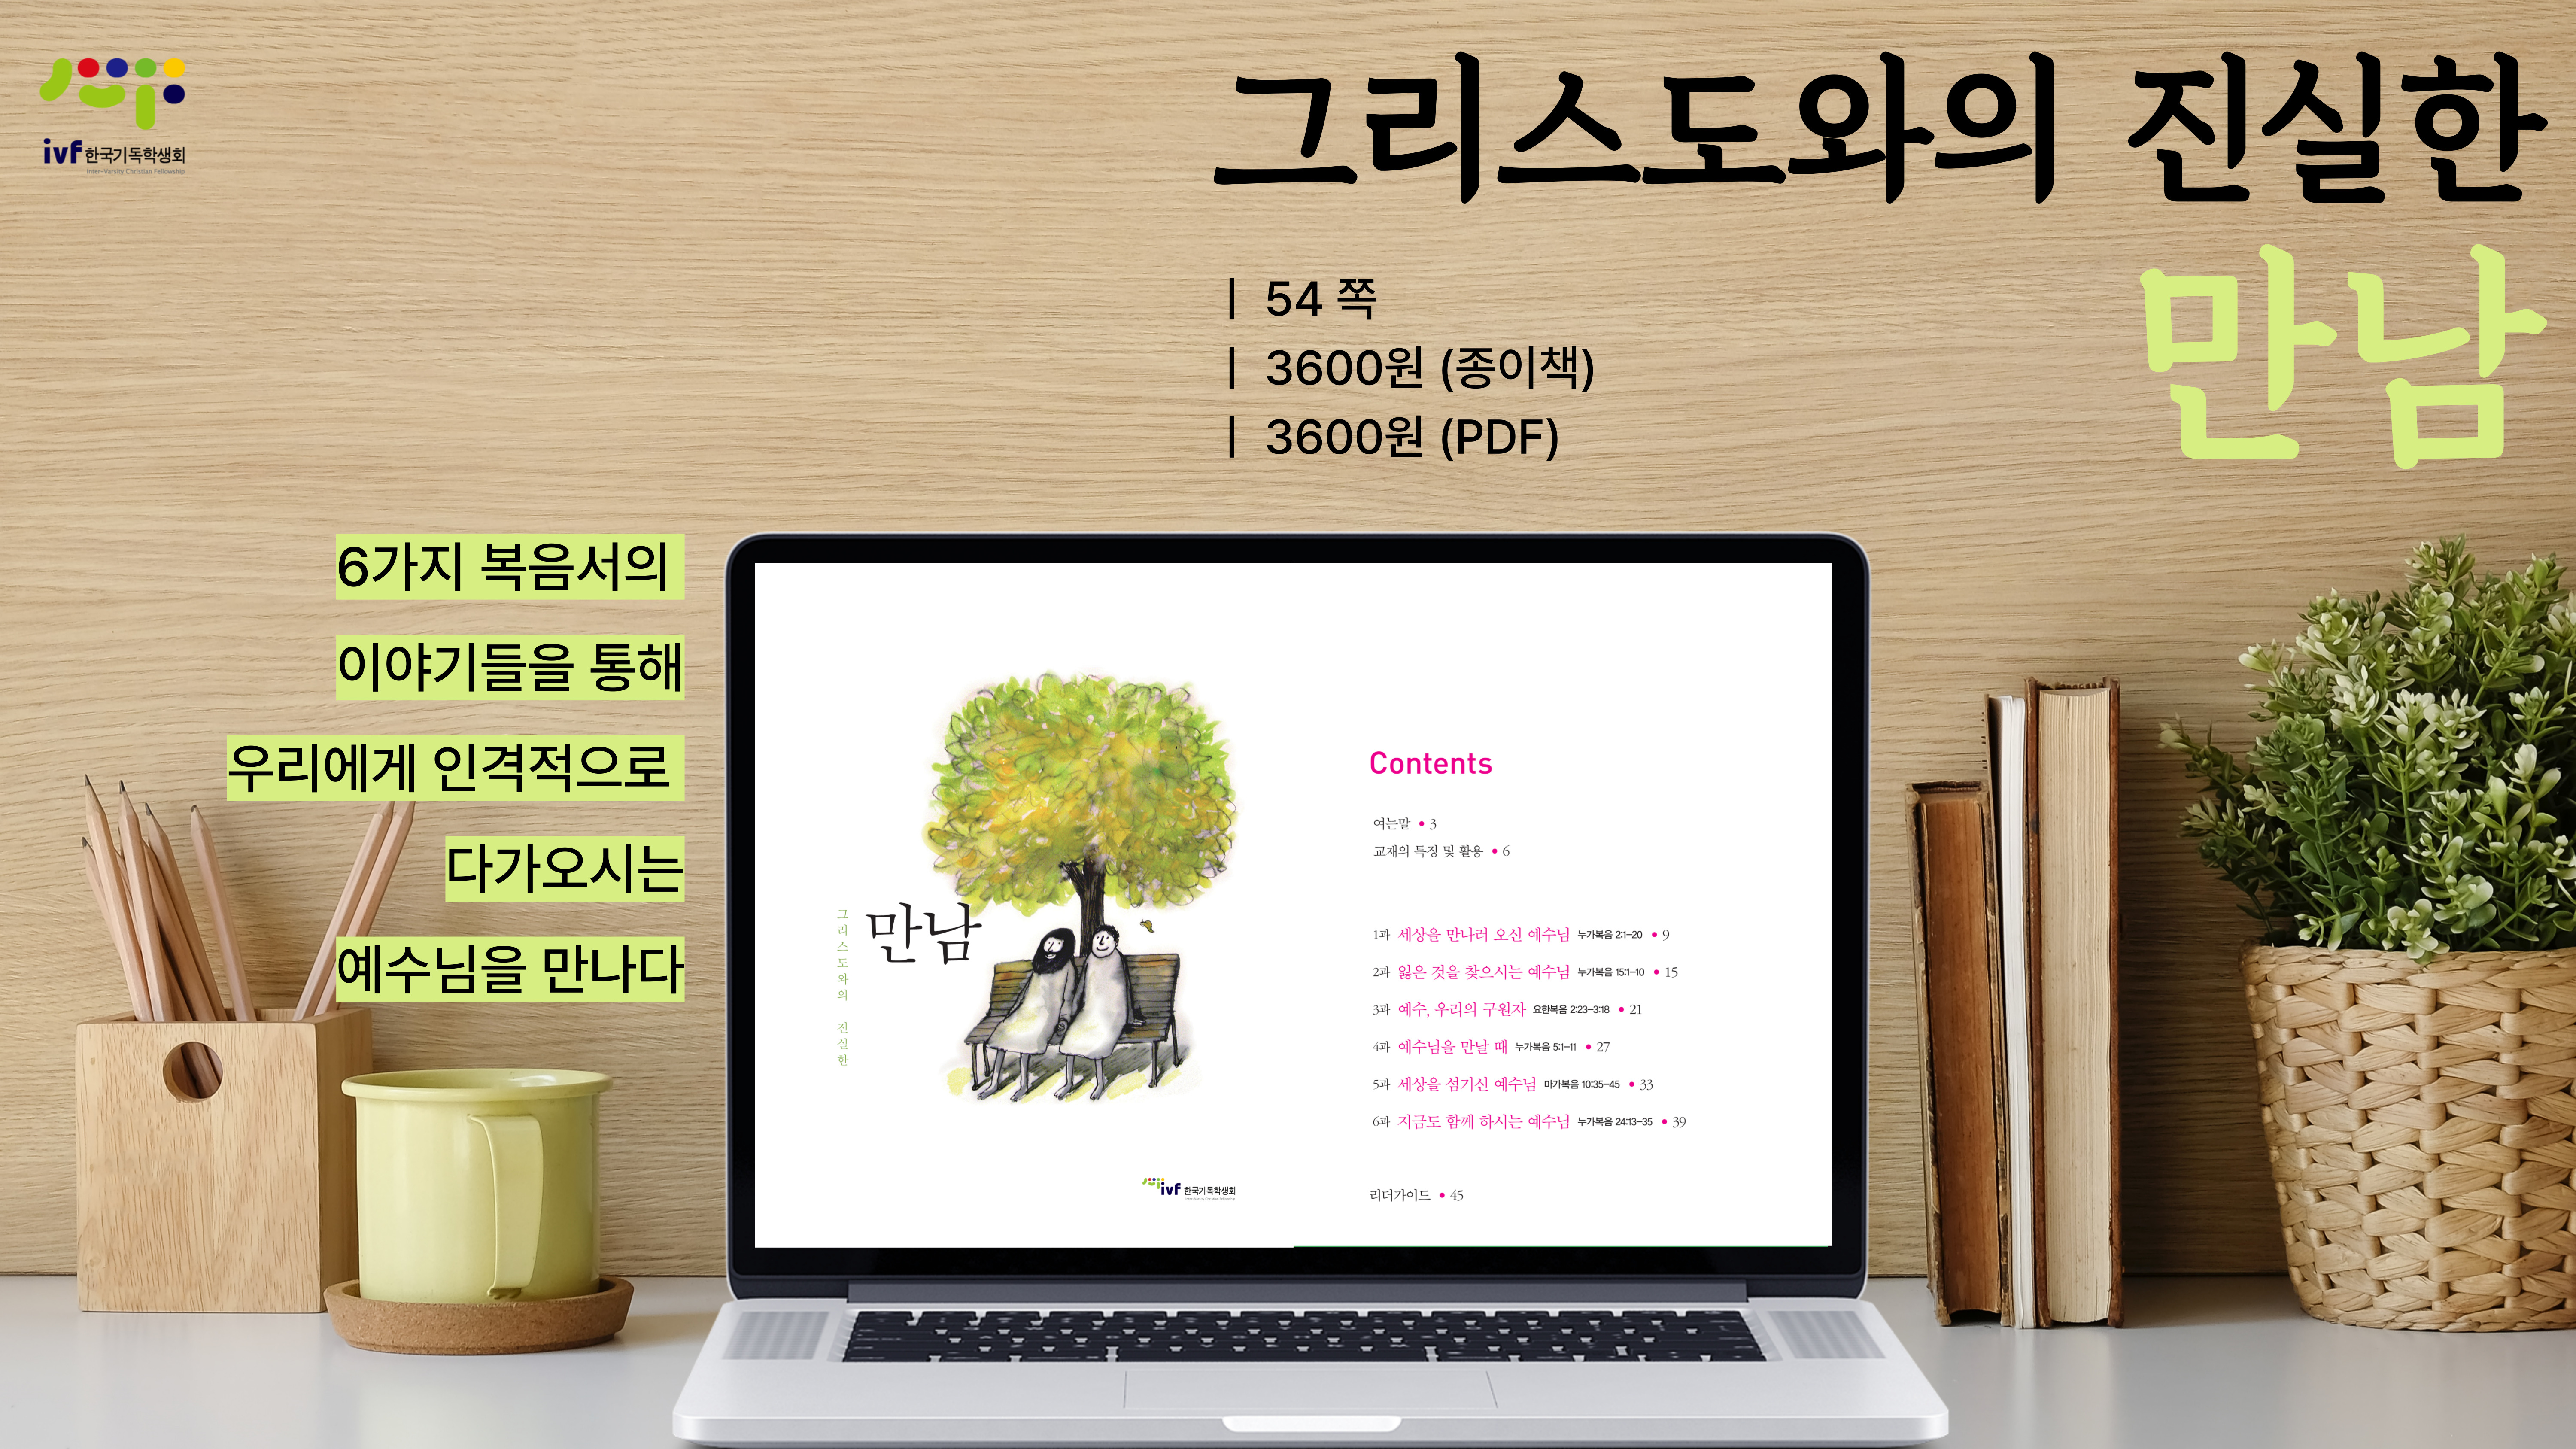 ivf 한국기독학생회
Inter-Varsity Christian Fellowship
그리스도와의 진실한
만남
| 54 쪽
| 3600원 (종이책)
| 3600원 (PDF)
6가지 복음서의
이야기들을 통해
우리에게 인격적으로
다가오시는
예수님을 만나다
그리스도와의 진실한
만남
ivf 한국기독학생회
Contents
여는말 • 3
교재의 특징 및 활용 • 6
1과 세상을 만나러 오신 예수님 누가복음 2:1-20 • 9
2과 잃은 것을 찾으시는 예수님 누가복음 15:1-10 • 15
3과 예수, 우리의 구원자 요한복음 2:23-3:18 • 21
4과 예수님을 만날 때 누가복음 5:1-11 • 27
5과 세상을 섬기신 예수님 마가복음 10:35-45 • 33
6과 지금도 함께 하시는 예수님 누가복음 24:13-35 • 39
리더가이드 • 45